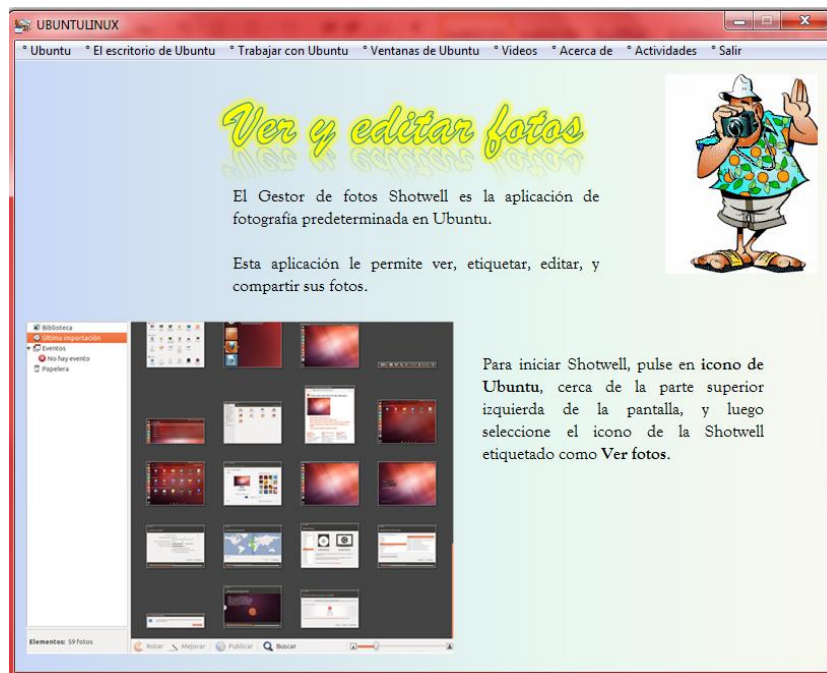 UBUNTULINUX
° Ubuntu ° El escritorio de Ubuntu ° Trabajar con Ubuntu ° Ventanas de Ubuntu ° Videos ° Acerca de ° Actividades ° Salir
Ver y editar fotos
El Gestor de fotos Shotwell es la aplicación de
fotografía predeterminada en Ubuntu.
Esta aplicación le permite ver, etiquetar, editar, y
compartir sus fotos.
Biblioteca
Última importación
Eventos
No hay evento
Papelera
Elementos: 59 fotos
Rotar Mejorar Publicar Buscar
Para iniciar Shotwell, pulse en icono de
Ubuntu, cerca de la parte superior
izquierda de la pantalla, y luego
seleccione el icono de la Shotwell
etiquetado como Ver fotos.